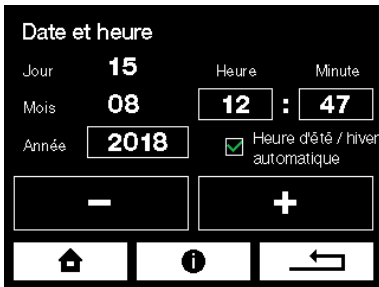 Date et heure
Jour 15 Heure Minute
Mois 08 12 : 47
Année 2018 Heure d'été / hiver
automatique
− +